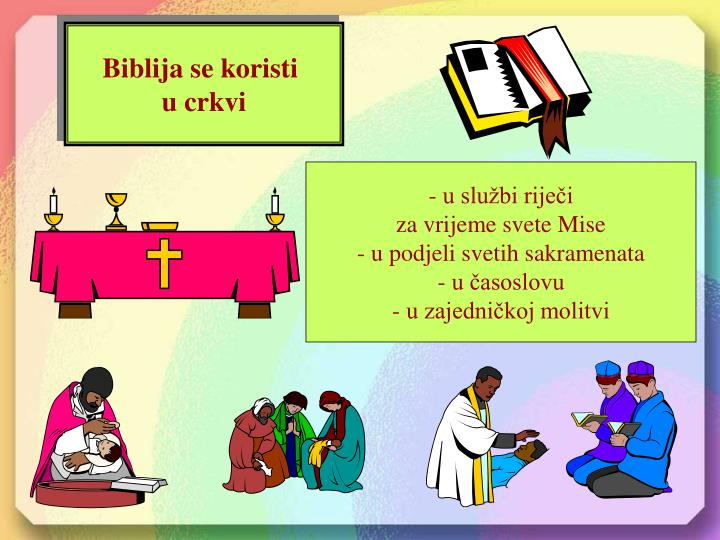 Biblija se koristi
u crkvi
- u službi riječi
za vrijeme svete Mise
- u podjeli svetih sakramenata
- u časoslovu
- u zajedničkoj molitvi